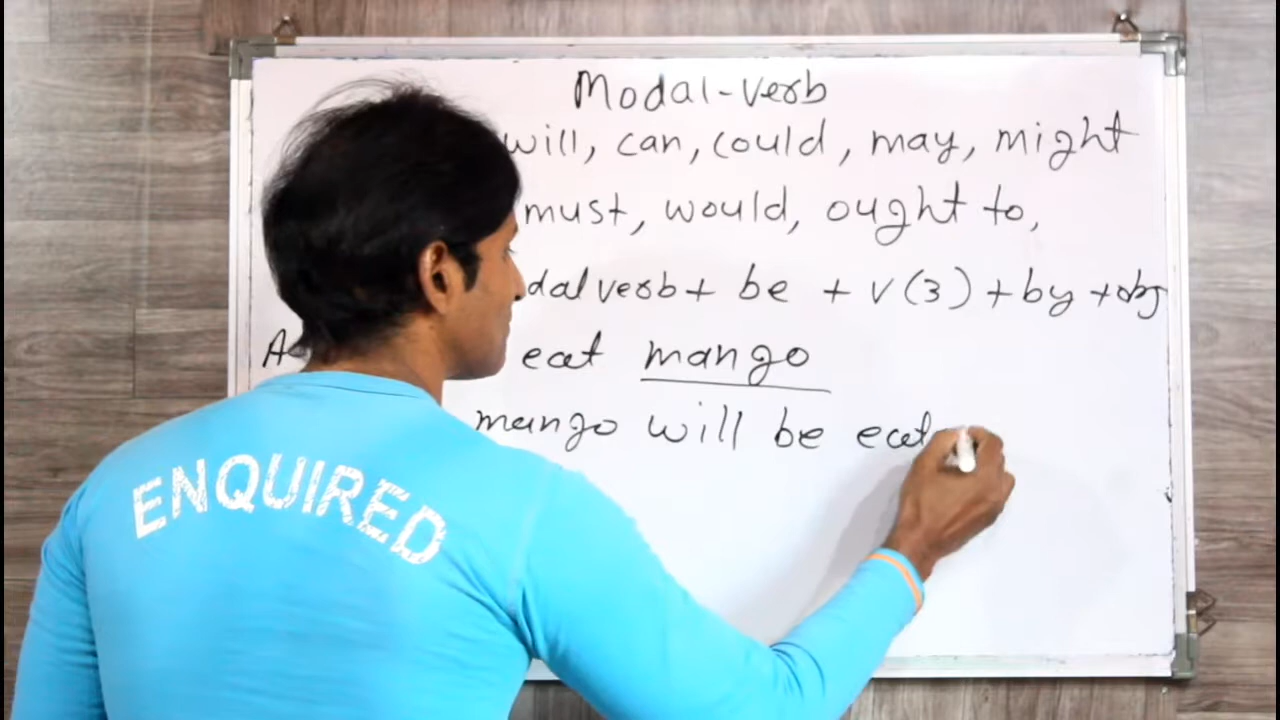 Modal-verb
will, can, could, may, might
must, would, ought to,
dal verb + be + v(3) + by + obj
eat mango
mango will be eat
ENQUIRED